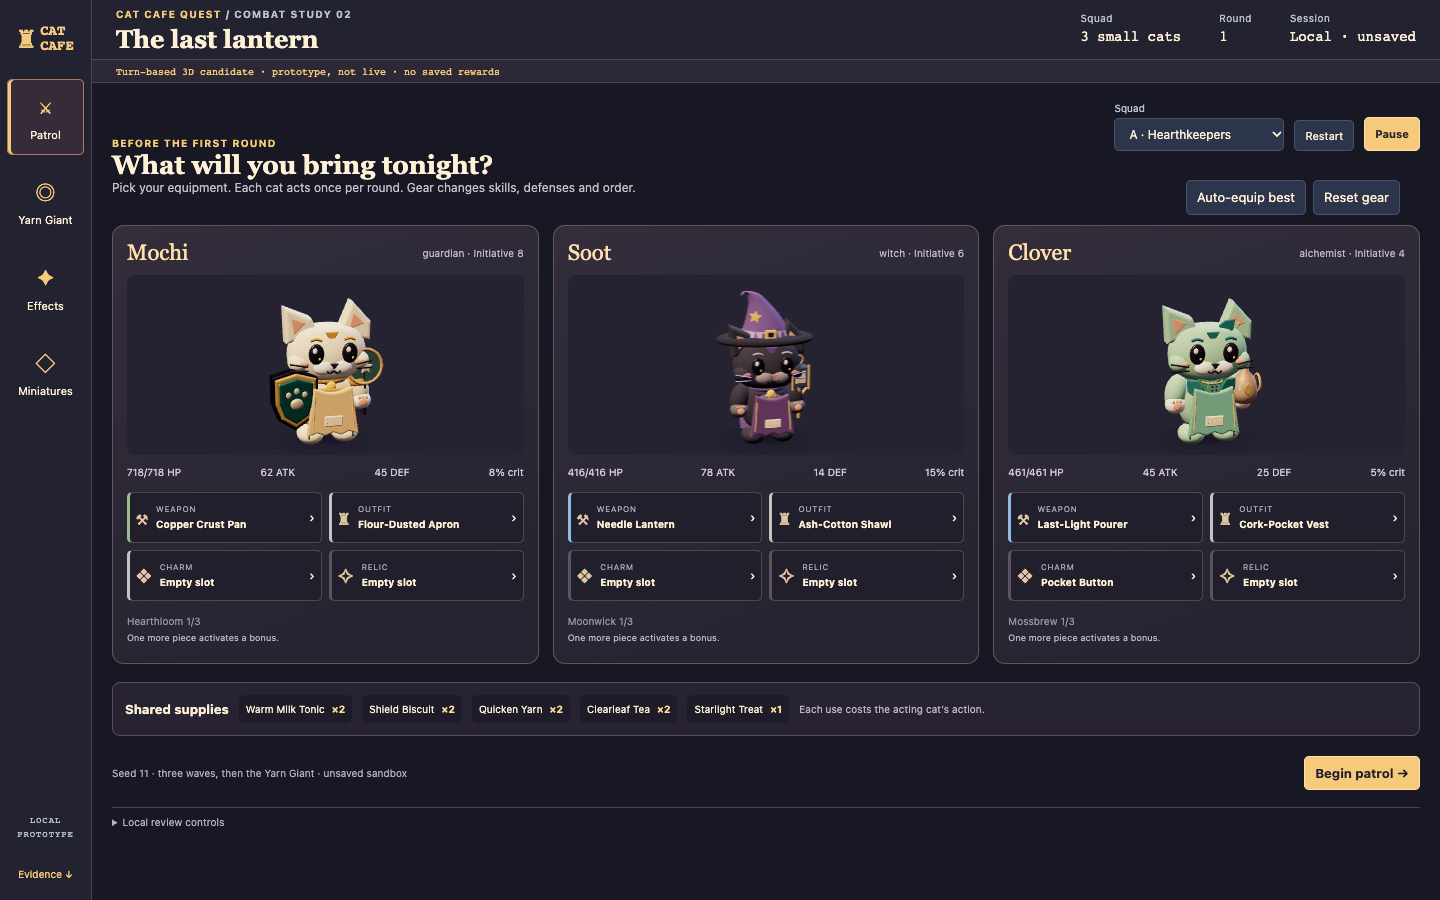 CAT
CAFE
Patrol
Yarn Giant
Effects
Miniatures
LOCAL
PROTOTYPE
Evidence ↓
CAT CAFE QUEST / COMBAT STUDY 02
The last lantern
Squad
3 small cats
Round
1
Session
Local · unsaved
Turn-based 3D candidate · prototype, not live · no saved rewards
BEFORE THE FIRST ROUND
What will you bring tonight?
Pick your equipment. Each cat acts once per round. Gear changes skills, defenses and order.
Squad
A · Hearthkeepers
Restart
Pause
Auto-equip best
Reset gear
Mochi
guardian · Initiative 8
718/718 HP
62 ATK
45 DEF
8% crit
WEAPON
Copper Crust Pan
OUTFIT
Flour-Dusted Apron
CHARM
Empty slot
RELIC
Empty slot
Hearthloom 1/3
One more piece activates a bonus.
Soot
witch · Initiative 6
416/416 HP
78 ATK
14 DEF
15% crit
WEAPON
Needle Lantern
OUTFIT
Ash-Cotton Shawl
CHARM
Empty slot
RELIC
Empty slot
Moonwick 1/3
One more piece activates a bonus.
Clover
alchemist · Initiative 4
461/461 HP
45 ATK
25 DEF
5% crit
WEAPON
Last-Light Pourer
OUTFIT
Cork-Pocket Vest
CHARM
Pocket Button
RELIC
Empty slot
Mossbrew 1/3
One more piece activates a bonus.
Shared supplies
Warm Milk Tonic ×2
Shield Biscuit ×2
Quicken Yarn ×2
Clearleaf Tea ×2
Starlight Treat ×1
Each use costs the acting cat's action.
Seed 11 · three waves, then the Yarn Giant · unsaved sandbox
Begin patrol →
Local review controls